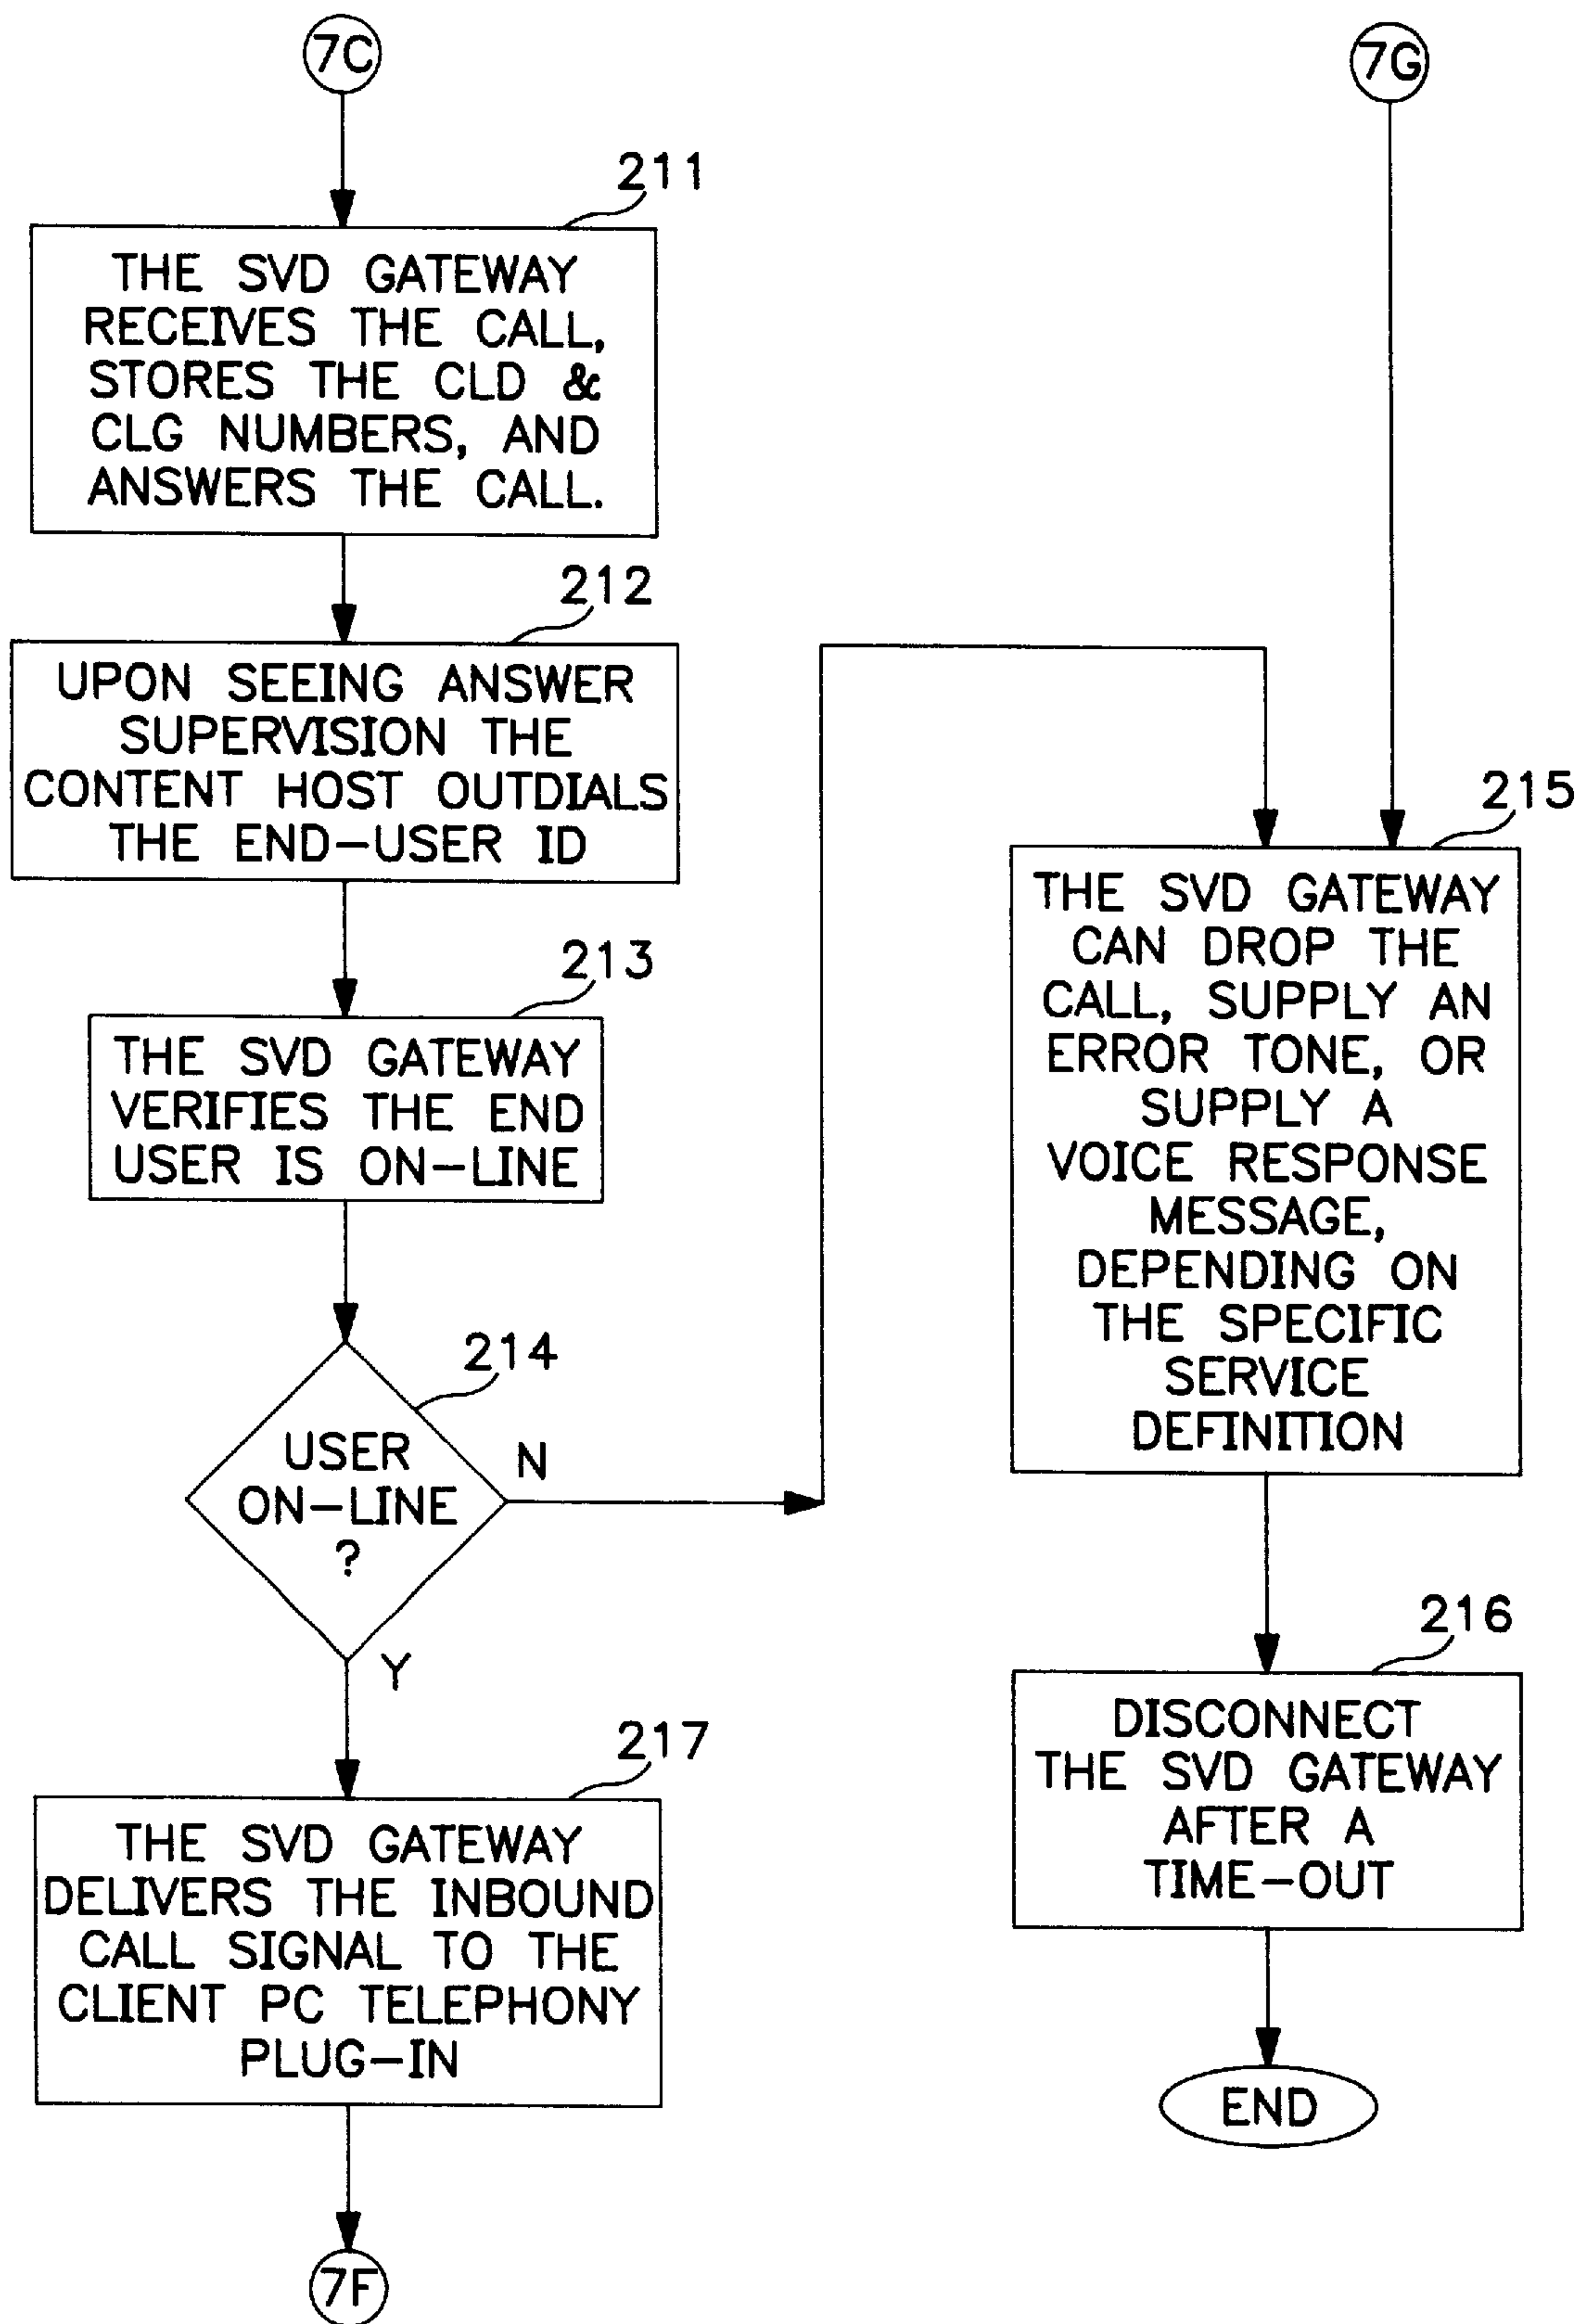 7C
211
THE SVD GATEWAY
RECEIVES THE CALL,
STORES THE CLD &
CLG NUMBERS, AND
ANSWERS THE CALL.
212
UPON SEEING ANSWER
SUPERVISION THE
CONTENT HOST OUTDIALS
THE END-USER ID
213
THE SVD GATEWAY
VERIFIES THE END
USER IS ON-LINE
214
USER
ON-LINE
?
N
Y
217
THE SVD GATEWAY
DELIVERS THE INBOUND
CALL SIGNAL TO THE
CLIENT PC TELEPHONY
PLUG-IN
7F
7G
215
THE SVD GATEWAY
CAN DROP THE
CALL, SUPPLY AN
ERROR TONE, OR
SUPPLY A
VOICE RESPONSE
MESSAGE,
DEPENDING ON
THE SPECIFIC
SERVICE
DEFINITION
216
DISCONNECT
THE SVD GATEWAY
AFTER A
TIME-OUT
END